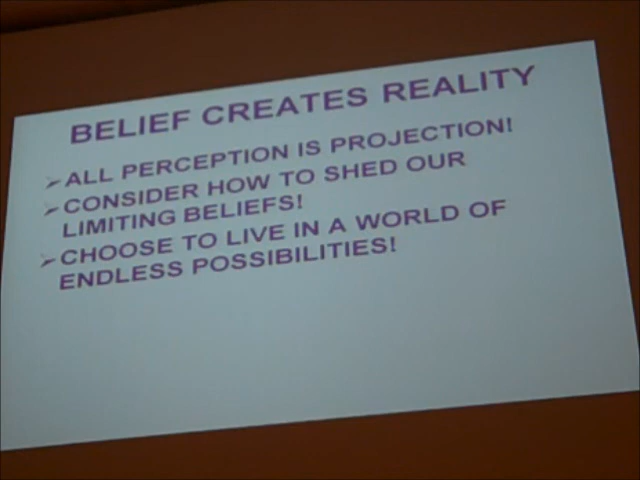 BELIEF CREATES REALITY
➢ALL PERCEPTION IS PROJECTION!
➢CONSIDER HOW TO SHED OUR
LIMITING BELIEFS!
➢CHOOSE TO LIVE IN A WORLD OF
ENDLESS POSSIBILITIES!